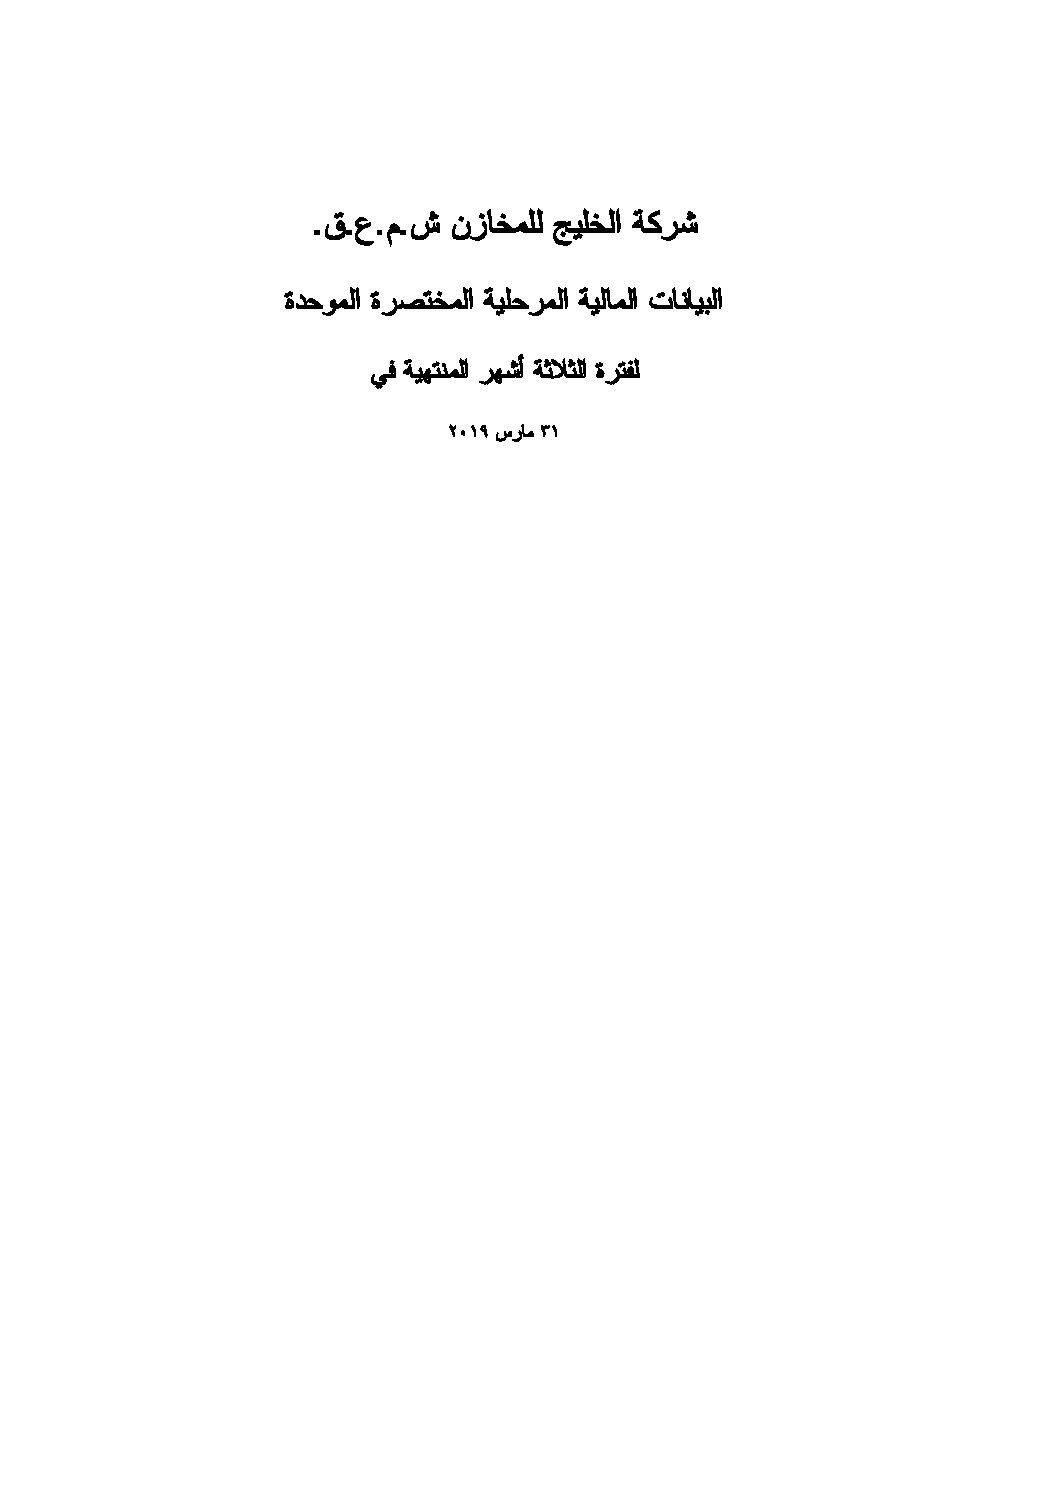 شركة الخليج للمخازن ش.م.ع.ق.
البيانات المالية المرحلية المختصرة الموحدة
لفترة الثلاثة أشهر المنتهية في
٣١ مارس ٢٠١٩